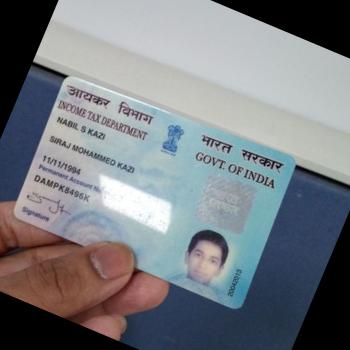 आयकर विभाग
INCOME TAX DEPARTMENT
भारत सरकार
GOVT. OF INDIA
NABIL S KAZI
SIRAJ MOHAMMED KAZI
11/11/1994
Permanent Account
DAMPK8496K
Signature
20042013